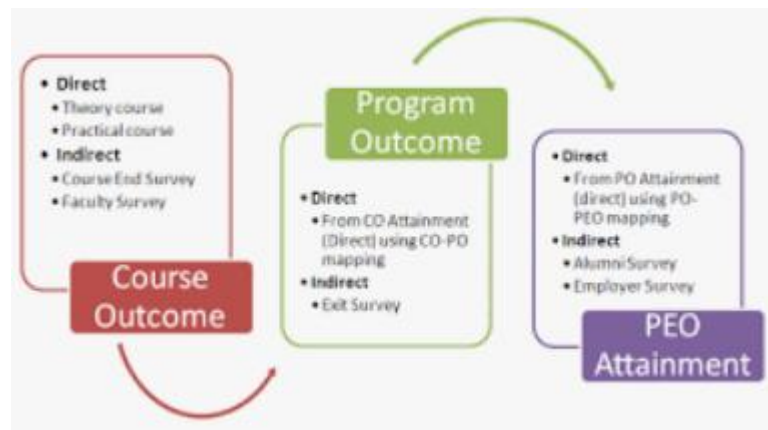 • Direct
• Theory course
• Practical course
• Indirect
• Course End Survey
• Faculty Survey
Course
Outcome
Program
Outcome
• Direct
• From CO Attainment
(Direct) using CO-PO
mapping
• Indirect
• Exit Survey
• Direct
• From PO Attainment
(direct) using PO-
PEO mapping
• Indirect
• Alumni Survey
• Employer Survey
PEO
Attainment